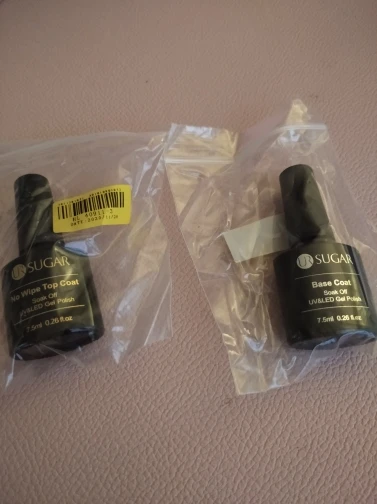 UR SUGAR
No Wipe Top Coat
Soak Off
UV&LED Gel Polish
7.5ml 0.26 fl.oz
UR SUGAR
Base Coat
Soak Off
UV&LED Gel Polish
7.5ml 0.26 fl.oz